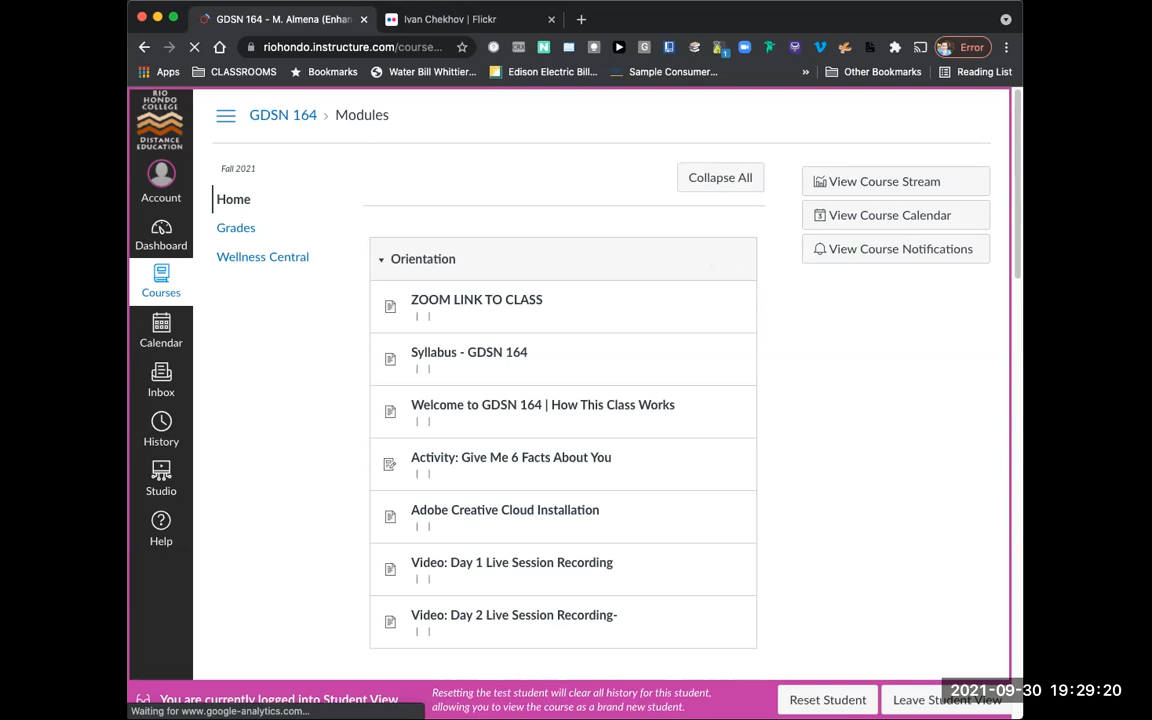 GDSN 164 - M. Almena (Enhan
Ivan Chekhov | Flickr
riohondo.instructure.com/course...
Error
Apps
CLASSROOMS
Bookmarks
Water Bill Whittier...
Edison Electric Bill...
Sample Consumer...
»
Other Bookmarks
Reading List
RIO
HONDO
COLLEGE
DISTANCE
EDUCATION
Account
Dashboard
Courses
Calendar
Inbox
History
Studio
Help
GDSN 164 › Modules
Fall 2021
Home
Grades
Wellness Central
Collapse All
Orientation
ZOOM LINK TO CLASS
| |
Syllabus - GDSN 164
| |
Welcome to GDSN 164 | How This Class Works
| |
Activity: Give Me 6 Facts About You
| |
Adobe Creative Cloud Installation
| |
Video: Day 1 Live Session Recording
| |
Video: Day 2 Live Session Recording-
| |
View Course Stream
View Course Calendar
View Course Notifications
You are currently logged into Student View
Resetting the test student will clear all history for this student,
allowing you to view the course as a brand new student.
Reset Student
Leave Student View
2021-09-30 19:29:20
Waiting for www.google-analytics.com...